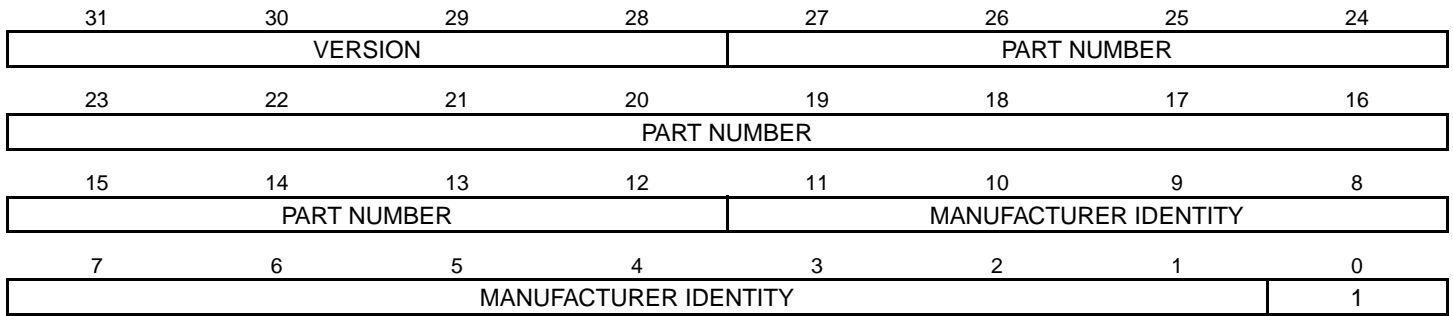 31 30 29 28 27 26 25 24
VERSION PART NUMBER
23 22 21 20 19 18 17 16
PART NUMBER
15 14 13 12 11 10 9 8
PART NUMBER MANUFACTURER IDENTITY
7 6 5 4 3 2 1 0
MANUFACTURER IDENTITY 1